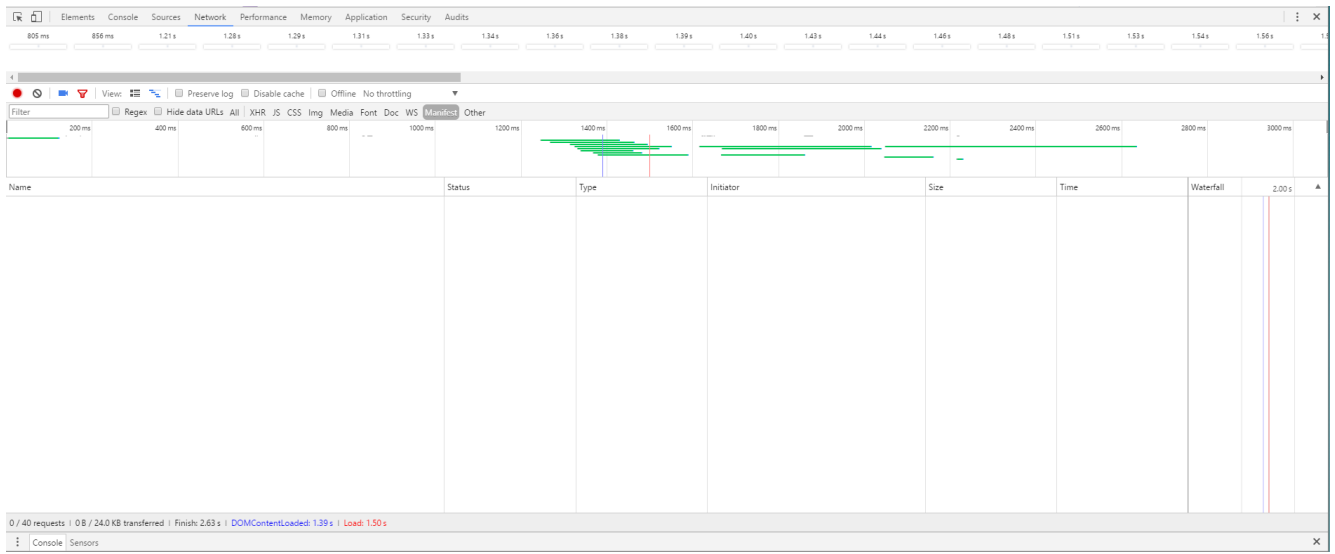 Elements Console Sources Network Performance Memory Application Security Audits
805 ms 856 ms 1.21 s 1.28 s 1.29 s 1.31 s 1.33 s 1.34 s 1.36 s 1.38 s 1.39 s 1.40 s 1.43 s 1.44 s 1.46 s 1.48 s 1.51 s 1.53 s 1.54 s 1.56 s 1.5
View: Preserve log Disable cache Offline No throttling
Filter Regex Hide data URLs All XHR JS CSS Img Media Font Doc WS Manifest Other
200 ms 400 ms 600 ms 800 ms 1000 ms 1200 ms 1400 ms 1600 ms 1800 ms 2000 ms 2200 ms 2400 ms 2600 ms 2800 ms 3000 ms
Name Status Type Initiator Size Time Waterfall 2.00 s
0 / 40 requests | 0 B / 24.0 KB transferred | Finish: 2.63 s | DOMContentLoaded: 1.39 s | Load: 1.50 s
Console Sensors